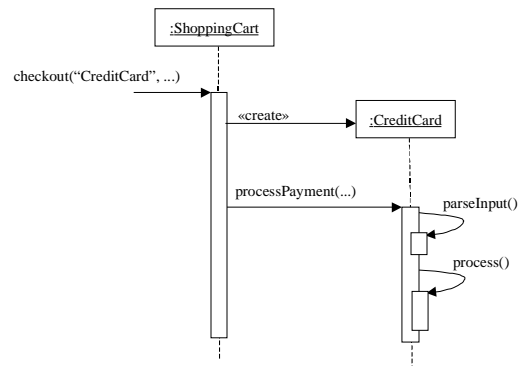 :ShoppingCart
checkout(“CreditCard”, ...)
«create»
:CreditCard
processPayment(...)
parseInput()
process()